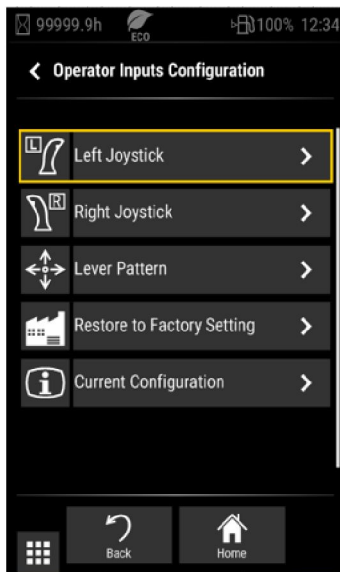 99999.9h ECO 100% 12:34
Operator Inputs Configuration
L Left Joystick
R Right Joystick
Lever Pattern
Restore to Factory Setting
i Current Configuration
Back Home